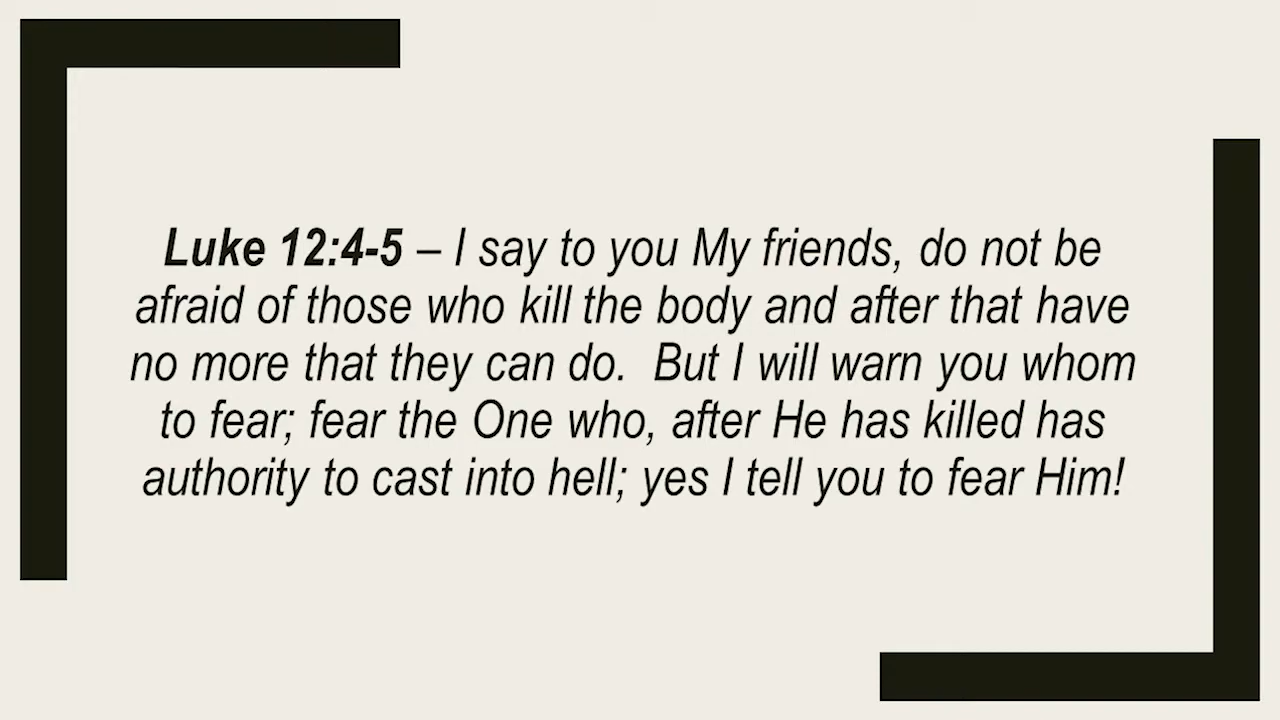 Luke 12:4-5 – I say to you My friends, do not be
afraid of those who kill the body and after that have
no more that they can do.  But I will warn you whom
to fear; fear the One who, after He has killed has
authority to cast into hell; yes I tell you to fear Him!